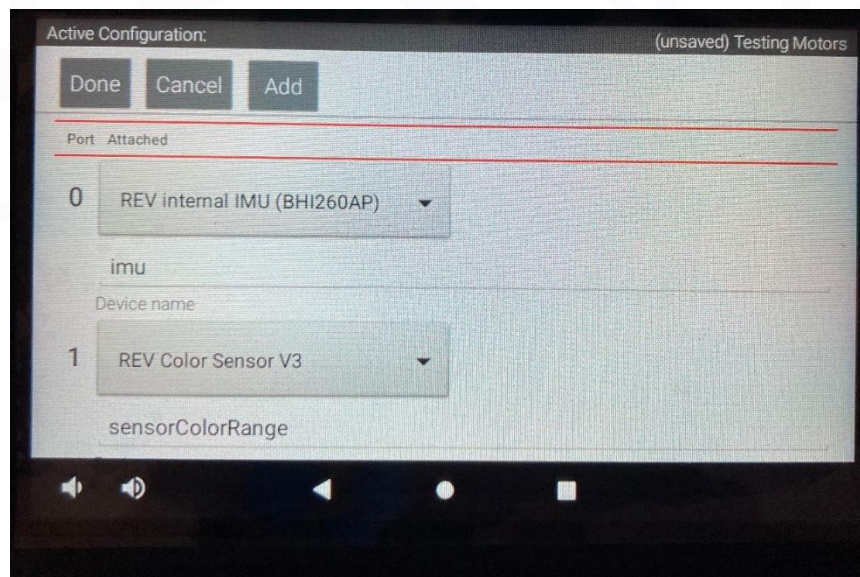 Active Configuration: (unsaved) Testing Motors
Done Cancel Add
Port Attached
0 REV internal IMU (BHI260AP)
imu
Device name
1 REV Color Sensor V3
sensorColorRange